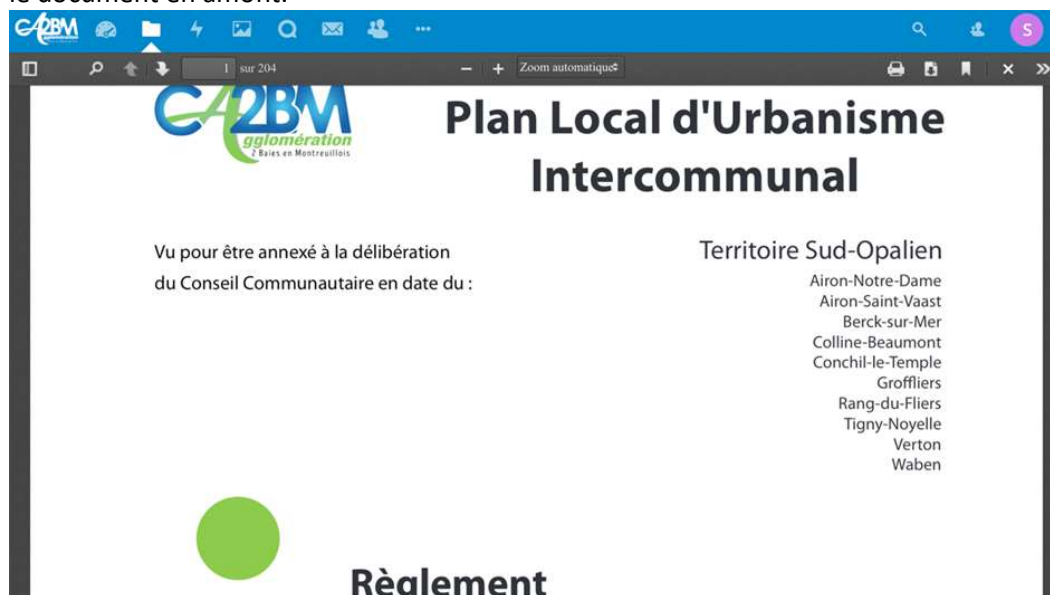 le document en amont.
CA2BM
S
1 sur 204
Zoom automatique
CA2BM
gglomération
2 Baies en Montreuillois
Plan Local d'Urbanisme
Intercommunal
Vu pour être annexé à la délibération
du Conseil Communautaire en date du :
Territoire Sud-Opalien
Airon-Notre-Dame
Airon-Saint-Vaast
Berck-sur-Mer
Colline-Beaumont
Conchil-le-Temple
Groffliers
Rang-du-Fliers
Tigny-Noyelle
Verton
Waben
Règlement